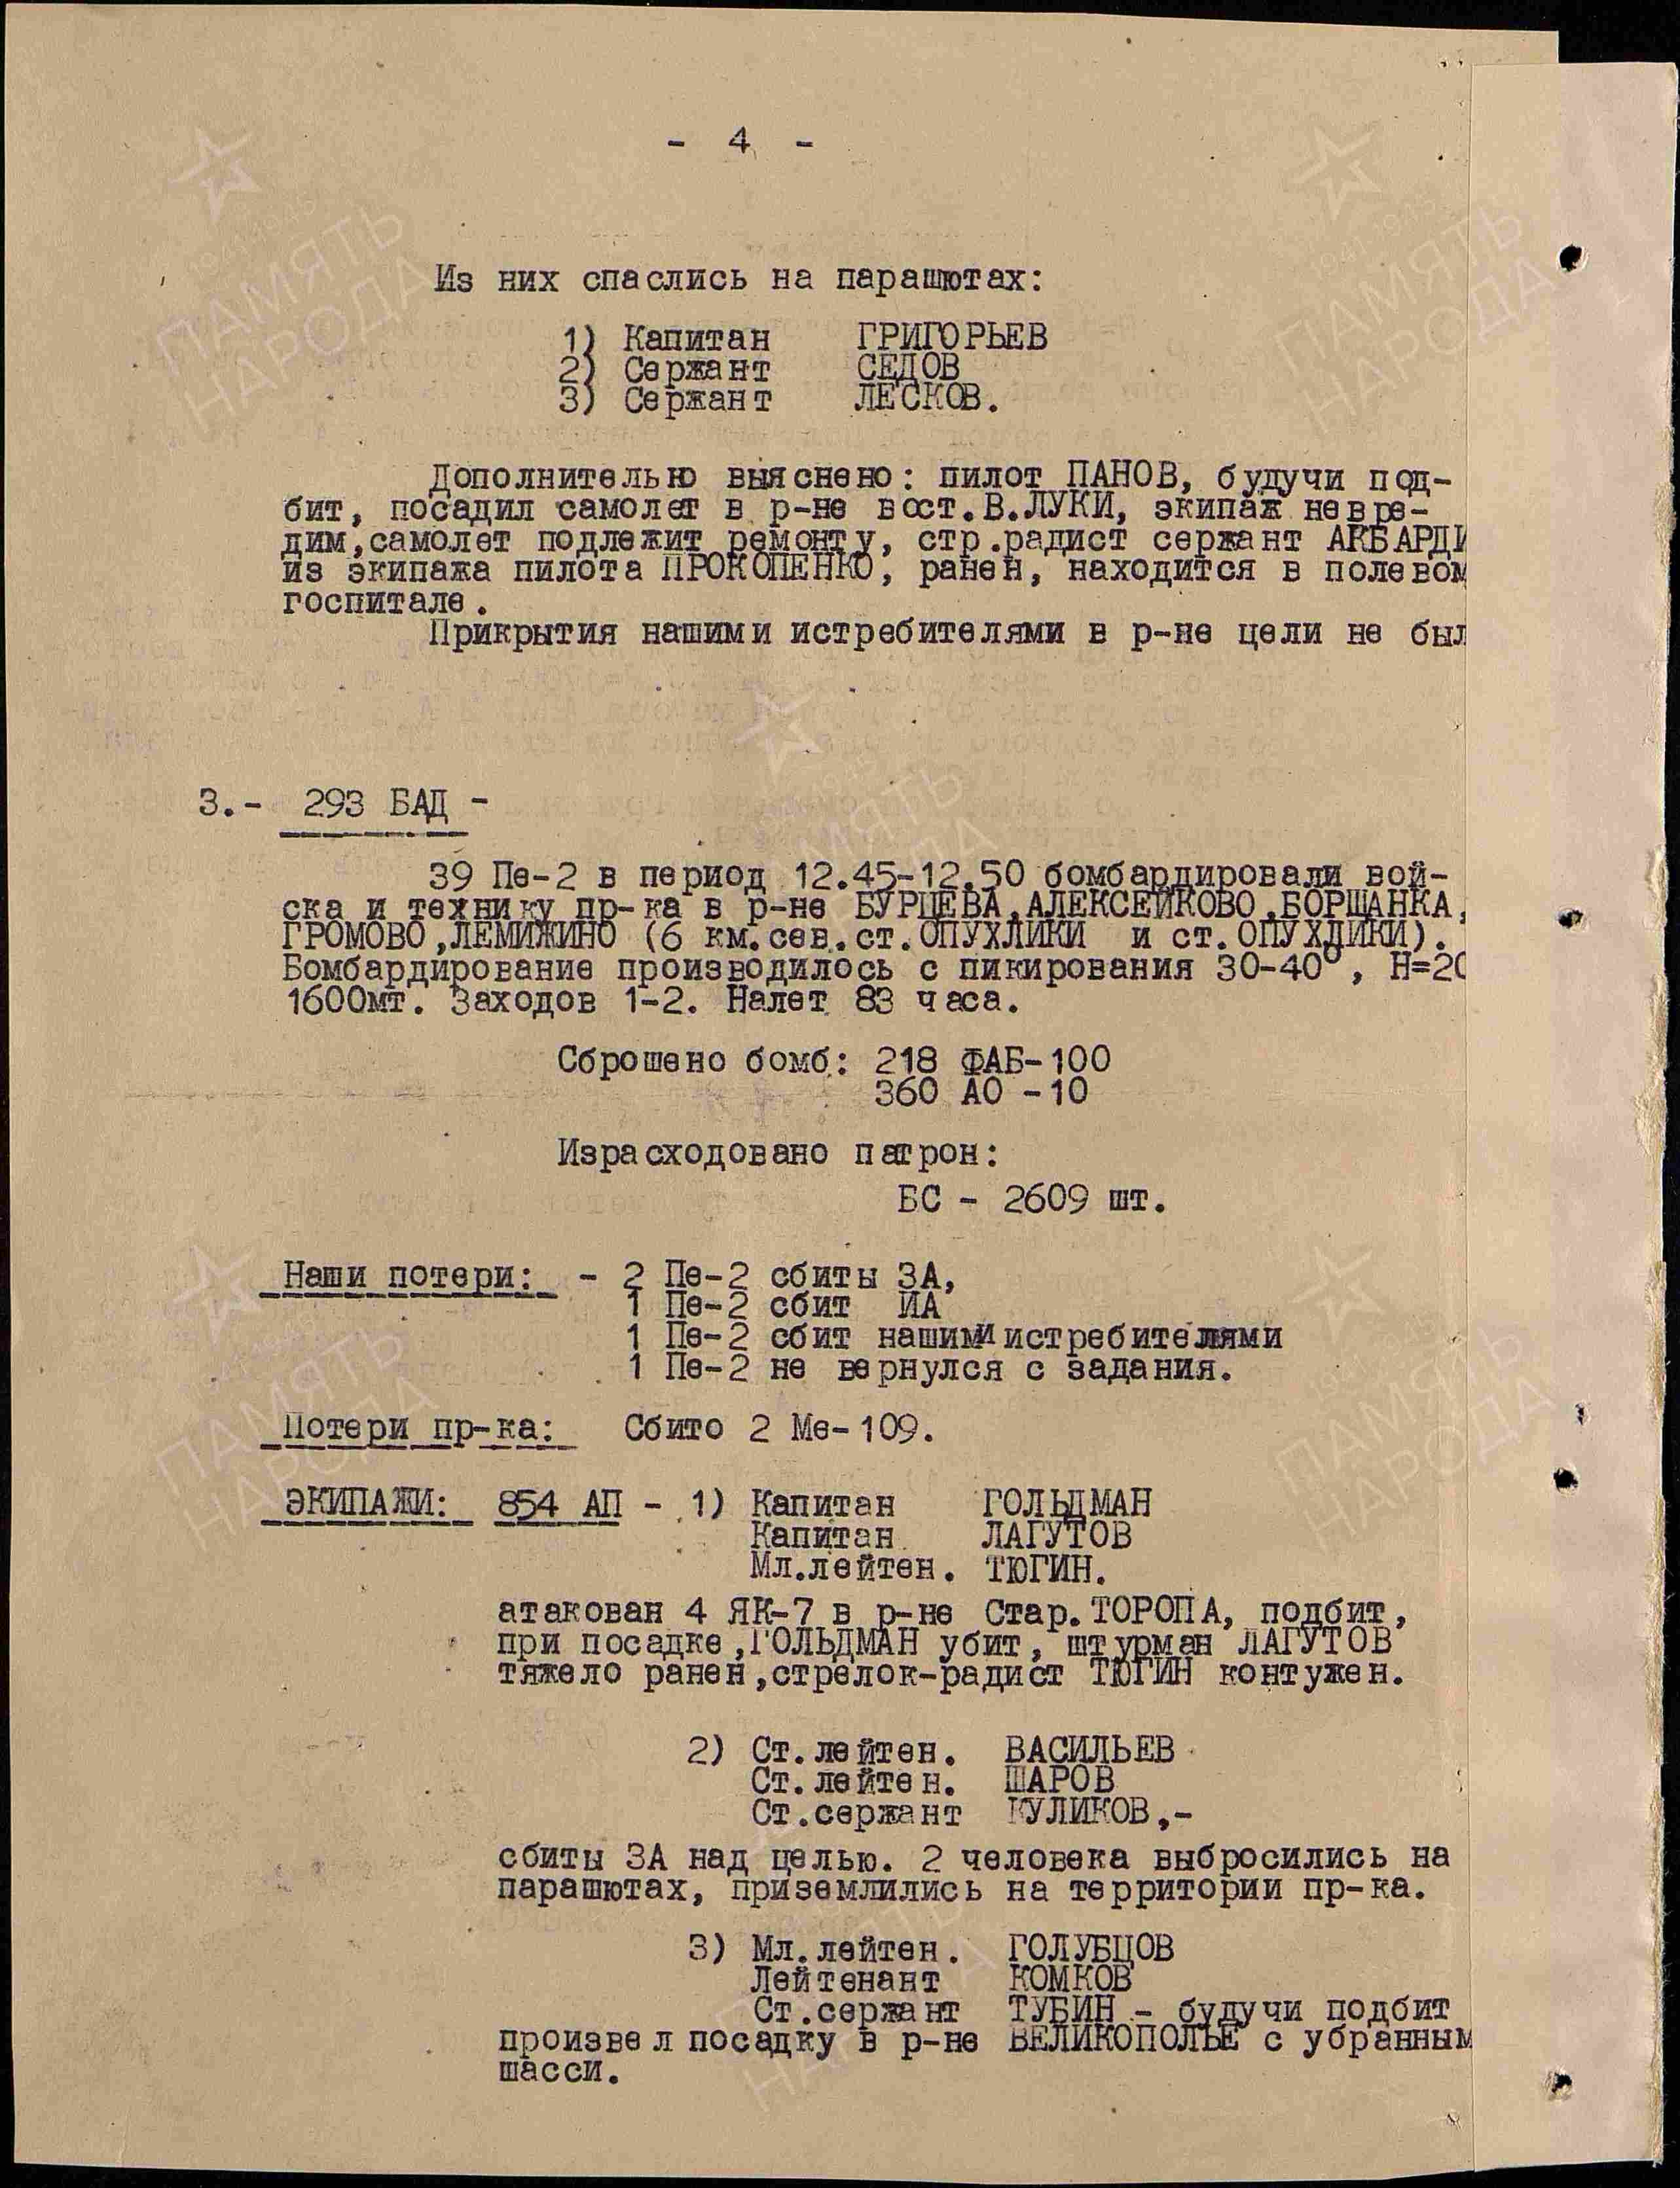 - 4 -
Из них спаслись на парашютах:
1) Капитан ГРИГОРЬЕВ
2) Сержант СЕДОВ
3) Сержант ЛЕСКОВ.
Дополнителью выяснено: пилот ПАНОВ, будучи под-
бит, посадил самолет в р-не вост.В.ЛУКИ, экипаж невре-
дим,самолет подлежит ремонту, стр.радист сержант АКБАРДИ
из экипажа пилота ПРОКОПЕНКО, ранен, находится в полевом
госпитале.
Прикрытия нашими истребителями в р-не цели не был
3.- 293 БАД -
39 Пе-2 в период 12.45-12.50 бомбардировали вой-
ска и технику пр-ка в р-не БУРЦЕВА,АЛЕКСЕЙКОВО,БОРЩАНКА,
ГРОМОВО,ЛЕМИЖИНО (6 км.сев.ст.ОПУХЛИКИ и ст.ОПУХЛИКИ).
Бомбардирование производилось с пикирования 30-40°, Н=20
1600мт. Заходов 1-2. Налет 83 часа.
Сброшено бомб: 218 ФАБ-100
360 АО -10
Израсходовано патрон:
БС - 2609 шт.
Наши потери: - 2 Пе-2 сбиты ЗА,
1 Пе-2 сбит ИА
1 Пе-2 сбит нашими истребителями
1 Пе-2 не вернулся с задания.
Потери пр-ка: Сбито 2 Ме-109.
ЭКИПАЖИ: 854 АП - 1) Капитан ГОЛЬДМАН
Капитан ЛАГУТОВ
Мл.лейтен. ТЮГИН.
атакован 4 ЯК-7 в р-не Стар.ТОРОПА, подбит,
при посадке,ГОЛЬДМАН убит, штурман ЛАГУТОВ
тяжело ранен,стрелок-радист ТЮГИН контужен.
2) Ст.лейтен. ВАСИЛЬЕВ
Ст.лейтен. ШАРОВ
Ст.сержант КУЛИКОВ,-
сбиты ЗА над целью. 2 человека выбросились на
парашютах, приземлились на территории пр-ка.
3) Мл.лейтен. ГОЛУБЦОВ
Лейтенант КОМКОВ
Ст.сержант ТУБИН - будучи подбит
произвел посадку в р-не ВЕЛИКОПОЛЬЕ с убранным
шасси.
ПАМЯТЬ
НАРОДА
1941-1945